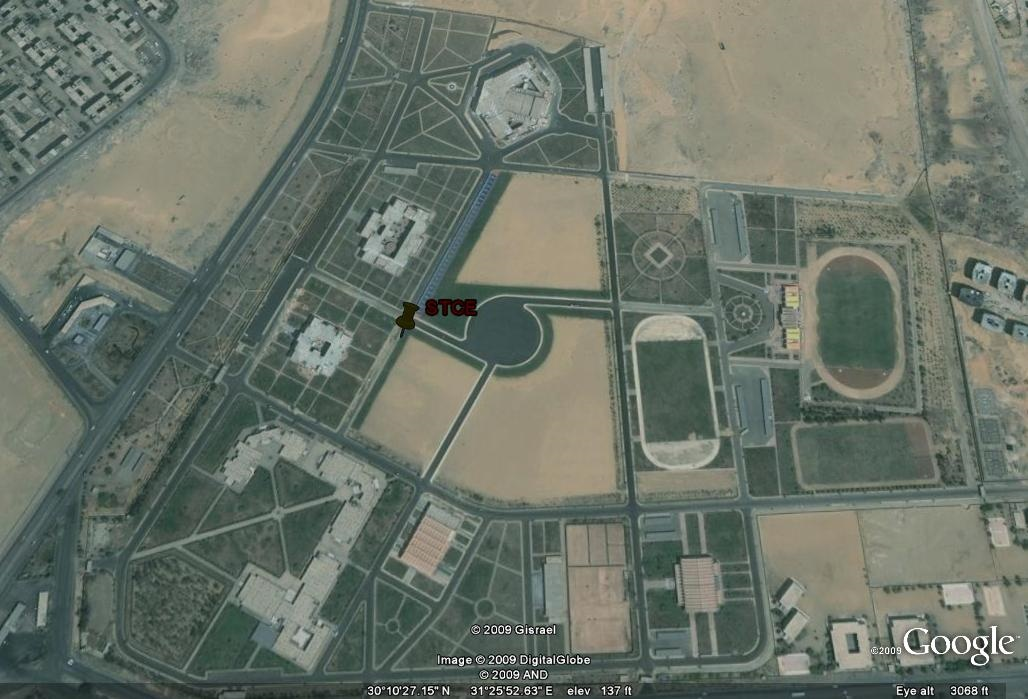 STCE
© 2009 Gisrael
Image © 2009 DigitalGlobe
© 2009 AND
©2009 Google™
30°10'27.15" N 31°25'52.63" E elev 137 ft Eye alt 3068 ft